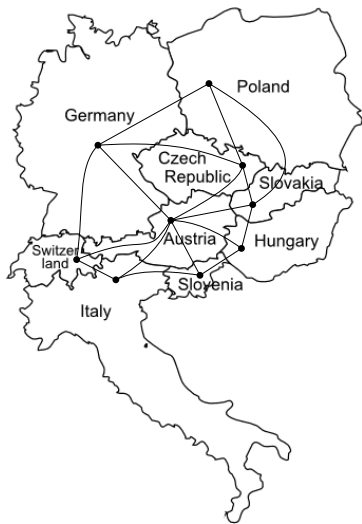 Poland
Germany
Czech
Republic
Slovakia
Austria
Hungary
Switzer
land
Slovenia
Italy